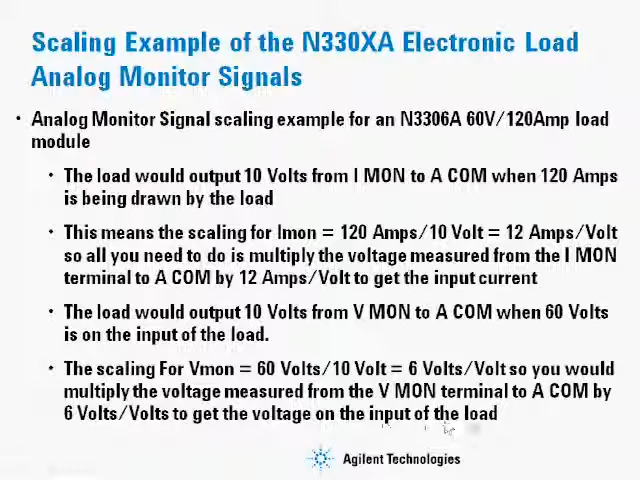 Scaling Example of the N330XA Electronic Load
Analog Monitor Signals
• Analog Monitor Signal scaling example for an N3306A 60V/120Amp load
module
• The load would output 10 Volts from I MON to A COM when 120 Amps
is being drawn by the load
• This means the scaling for Imon = 120 Amps/10 Volt = 12 Amps/Volt
so all you need to do is multiply the voltage measured from the I MON
terminal to A COM by 12 Amps/Volt to get the input current
• The load would output 10 Volts from V MON to A COM when 60 Volts
is on the input of the load.
• The scaling For Vmon = 60 Volts/10 Volt = 6 Volts/Volt so you would
multiply the voltage measured from the V MON terminal to A COM by
6 Volts/Volts to get the voltage on the input of the load
Agilent Technologies